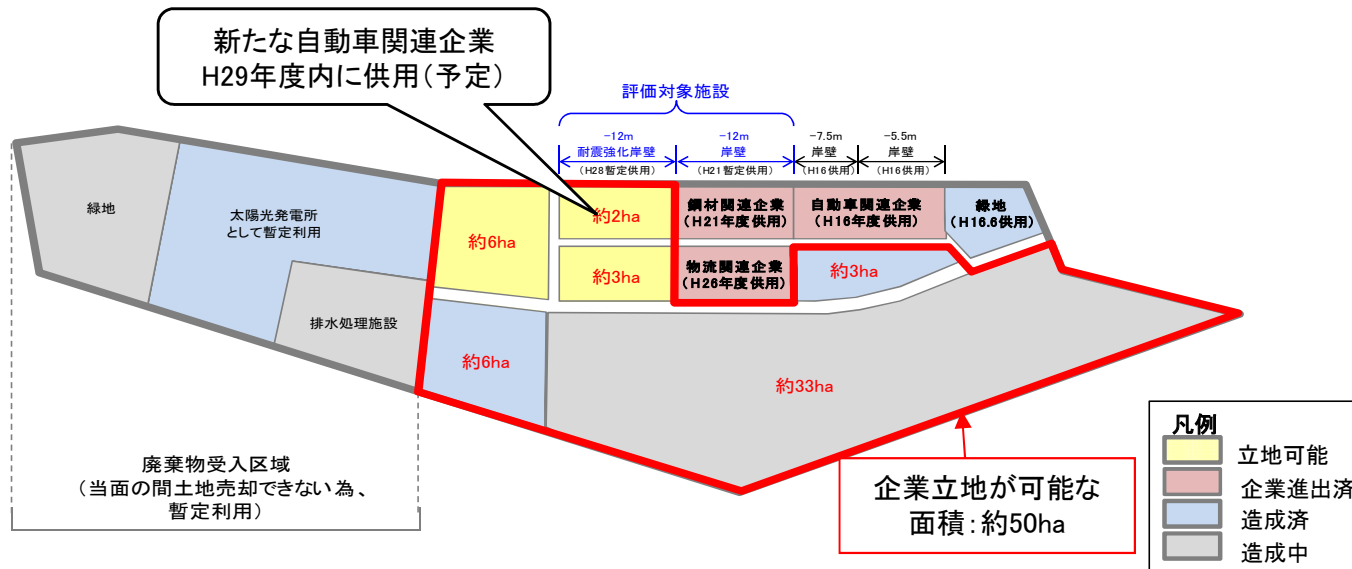 新たな自動車関連企業
H29年度内に供用(予定)
評価対象施設
-12m
耐震強化岸壁
(H28暫定供用)
-12m
岸壁
(H21暫定供用)
-7.5m
岸壁
(H16供用)
-5.5m
岸壁
(H16供用)
緑地
太陽光発電所
として暫定利用
排水処理施設
約6ha
約2ha
約3ha
鋼材関連企業
(H21年度供用)
自動車関連企業
(H16年度供用)
緑地
(H16.6供用)
物流関連企業
(H26年度供用)
約3ha
約6ha
約33ha
廃棄物受入区域
(当面の間土地売却できない為、
暫定利用)
企業立地が可能な
面積:約50ha
凡例
立地可能
企業進出済
造成済
造成中